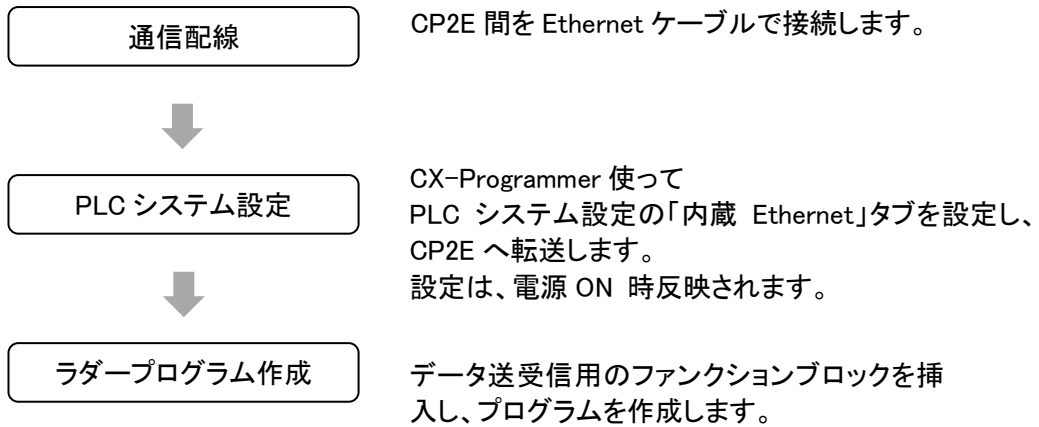 通信配線
CP2E 間を Ethernet ケーブルで接続します。
PLC システム設定
CX-Programmer 使って
PLC システム設定の「内蔵 Ethernet」タブを設定し、
CP2E へ転送します。
設定は、電源 ON 時反映されます。
ラダープログラム作成
データ送受信用のファンクションブロックを挿
入し、プログラムを作成します。